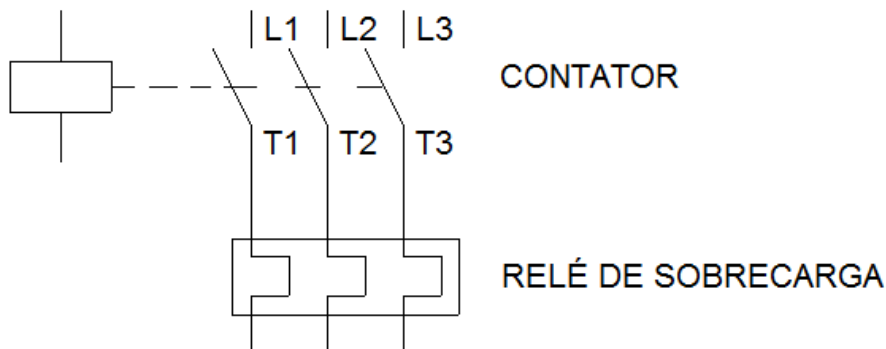 L1 L2 L3
CONTATOR
T1 T2 T3
RELÉ DE SOBRECARGA